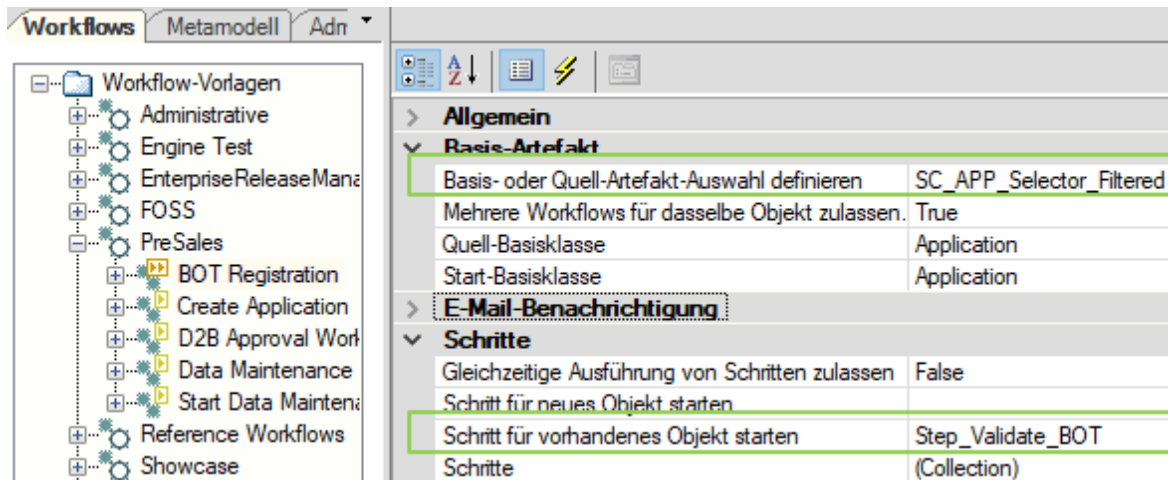 Workflows Metamodell Adm
Workflow-Vorlagen
Administrative
Engine Test
EnterpriseReleaseMana
FOSS
PreSales
BOT Registration
Create Application
D2B Approval Work
Data Maintenance
Start Data Maintena
Reference Workflows
Showcase
Allgemein
Basis-Artefakt
Basis- oder Quell-Artefakt-Auswahl definieren SC_APP_Selector_Filtered
Mehrere Workflows für dasselbe Objekt zulassen. True
Quell-Basisklasse Application
Start-Basisklasse Application
E-Mail-Benachrichtigung
Schritte
Gleichzeitige Ausführung von Schritten zulassen False
Schritt für neues Objekt starten
Schritt für vorhandenes Objekt starten Step_Validate_BOT
Schritte (Collection)